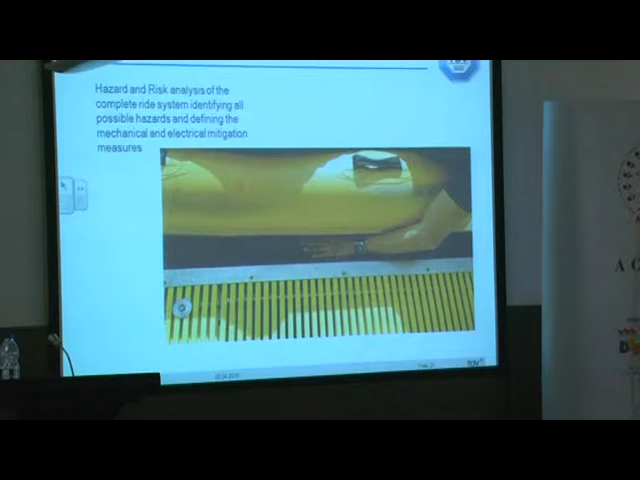 Hazard and Risk analysis of the
complete ride system identifying all
possible hazards and defining the
mechanical and electrical mitigation
measures